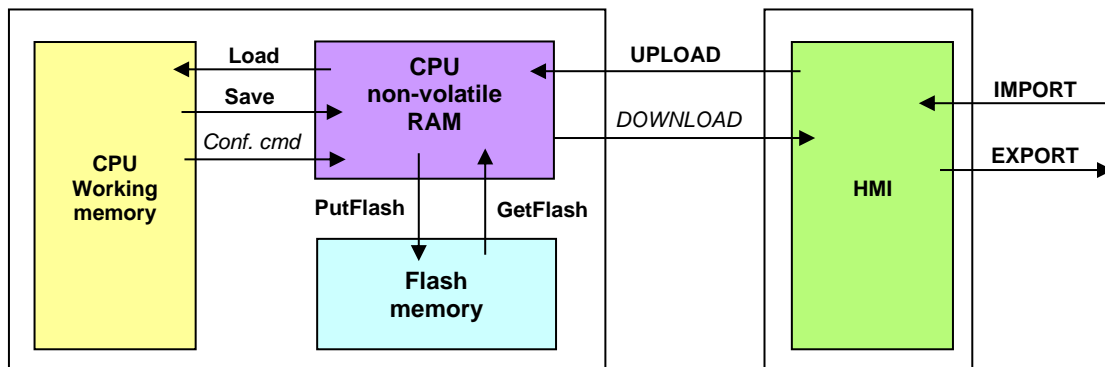 Load
Save
Conf. cmd
CPU
Working
memory
CPU
non-volatile
RAM
PutFlash
GetFlash
Flash
memory
UPLOAD
DOWNLOAD
HMI
IMPORT
EXPORT